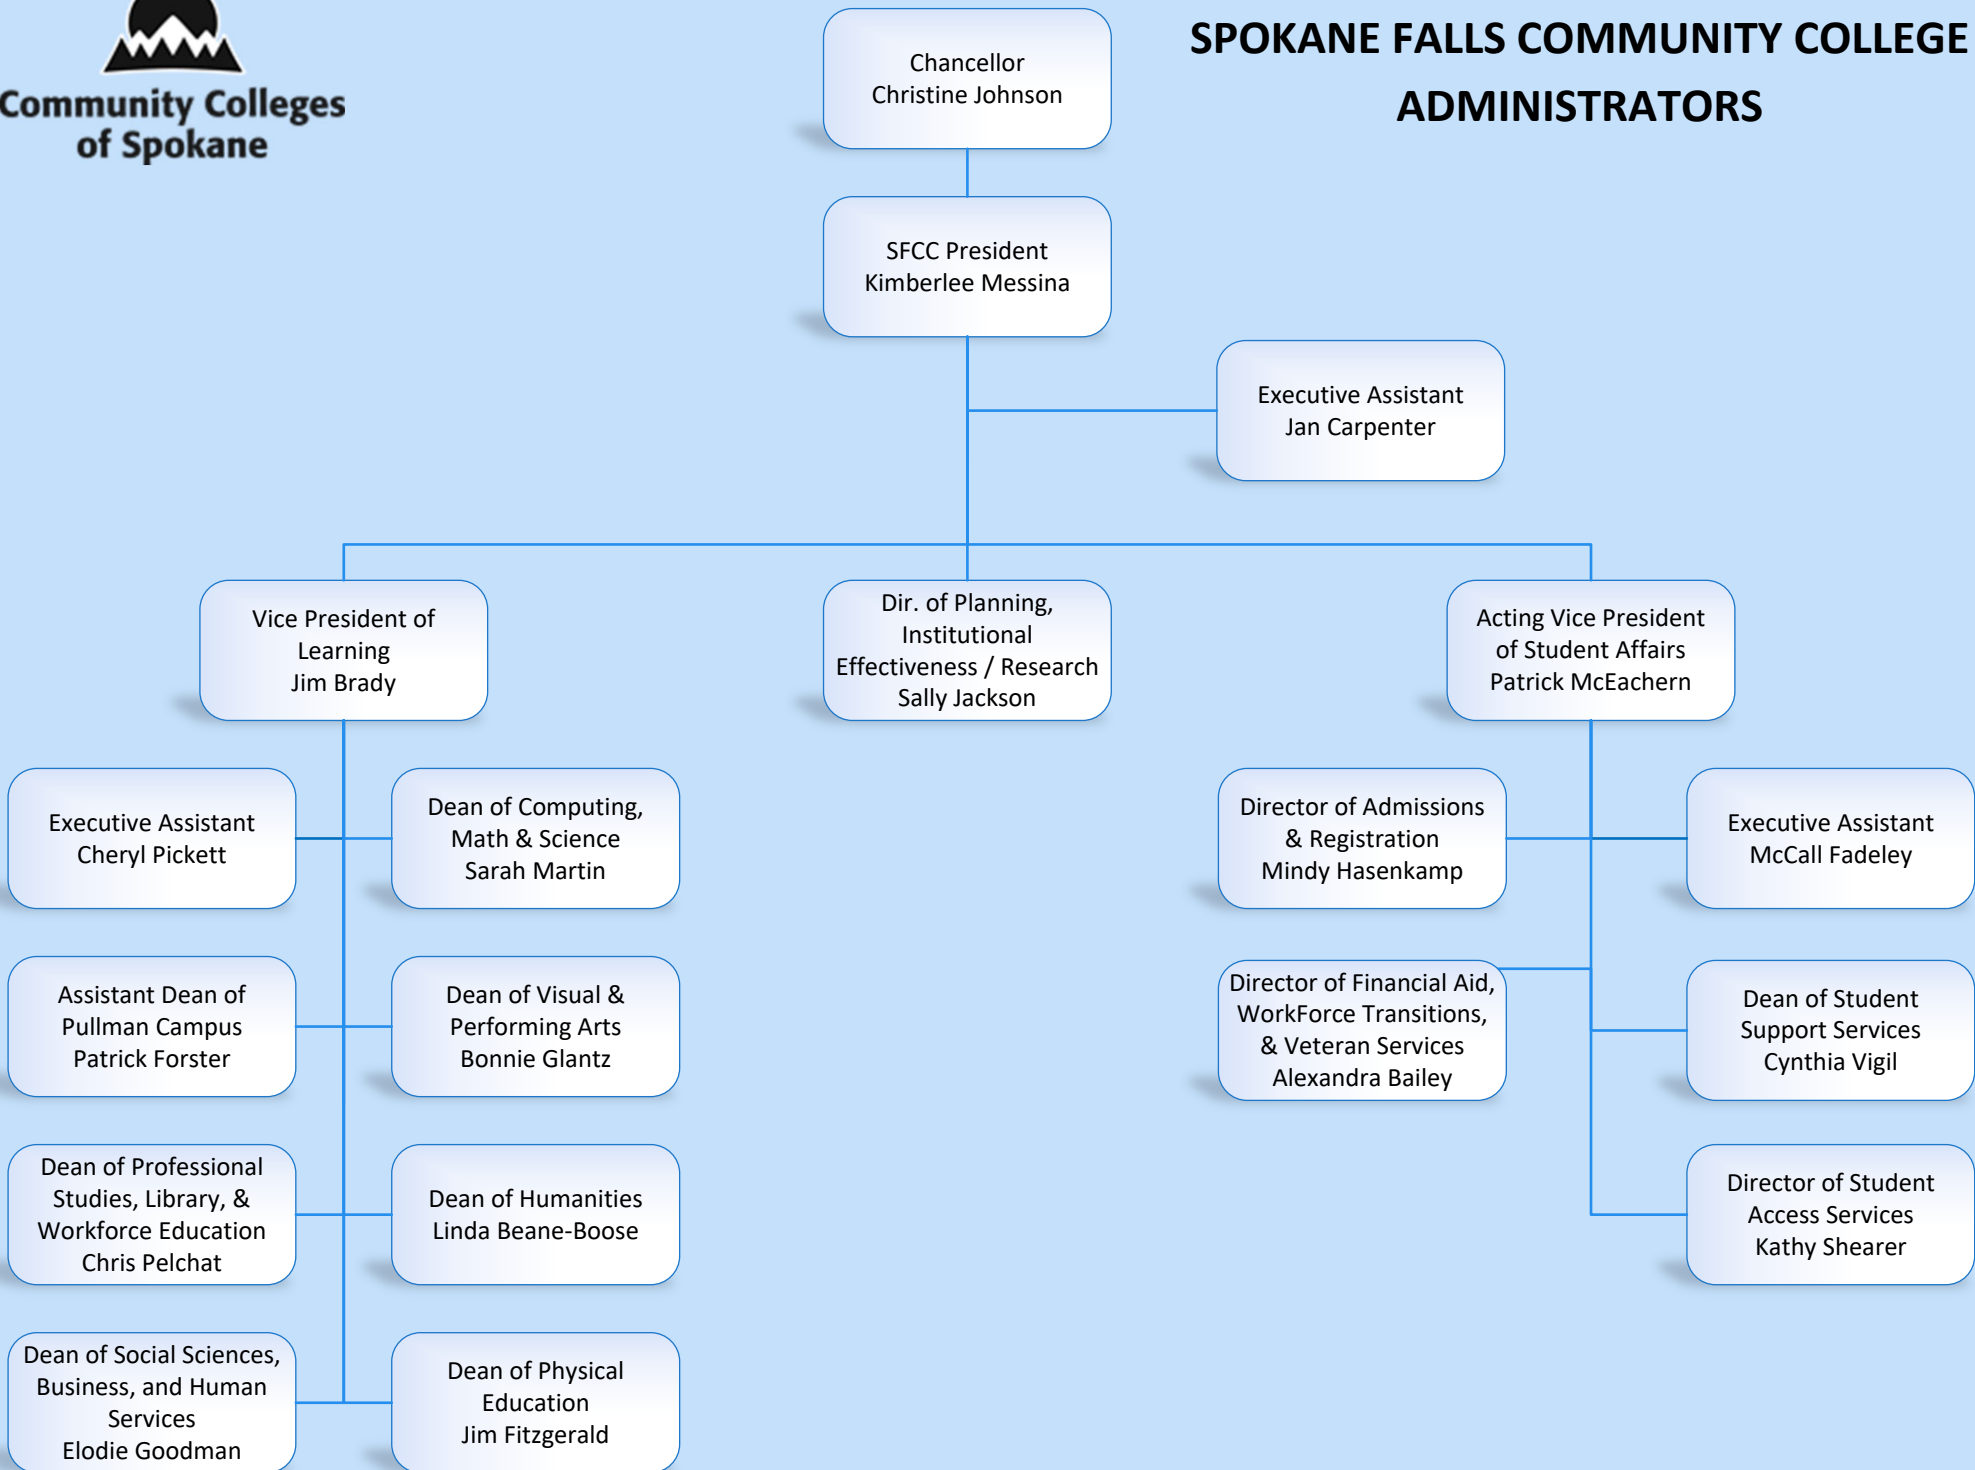 Community Colleges
of Spokane
SPOKANE FALLS COMMUNITY COLLEGE
ADMINISTRATORS
Chancellor
Christine Johnson
SFCC President
Kimberlee Messina
Executive Assistant
Jan Carpenter
Vice President of
Learning
Jim Brady
Dir. of Planning,
Institutional
Effectiveness / Research
Sally Jackson
Acting Vice President
of Student Affairs
Patrick McEachern
Executive Assistant
Cheryl Pickett
Dean of Computing,
Math & Science
Sarah Martin
Director of Admissions
& Registration
Mindy Hasenkamp
Executive Assistant
McCall Fadeley
Assistant Dean of
Pullman Campus
Patrick Forster
Dean of Visual &
Performing Arts
Bonnie Glantz
Director of Financial Aid,
WorkForce Transitions,
& Veteran Services
Alexandra Bailey
Dean of Student
Support Services
Cynthia Vigil
Dean of Professional
Studies, Library, &
Workforce Education
Chris Pelchat
Dean of Humanities
Linda Beane-Boose
Director of Student
Access Services
Kathy Shearer
Dean of Social Sciences,
Business, and Human
Services
Elodie Goodman
Dean of Physical
Education
Jim Fitzgerald